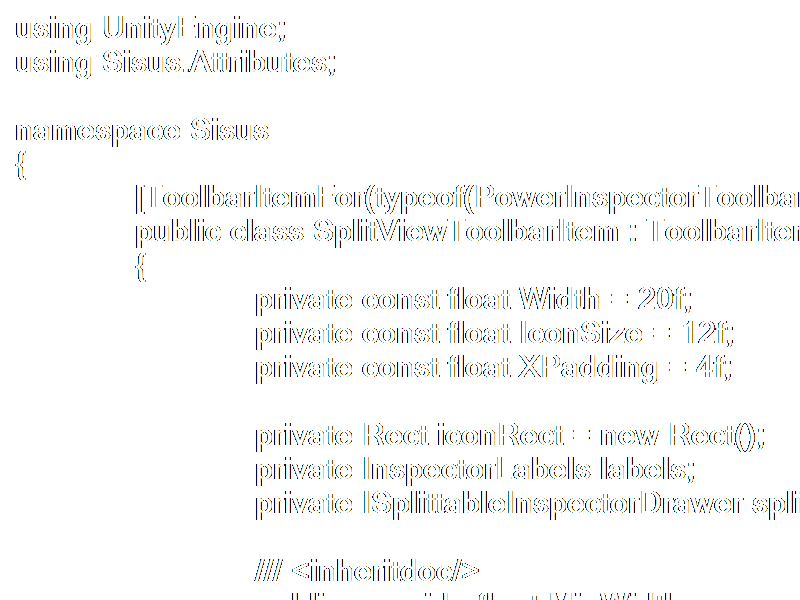 using UnityEngine;
using Sisus.Attributes;
namespace Sisus
{
[ToolbarItemFor(typeof(PowerInspectorToolbar
public class SplitViewToolbarItem : ToolbarItem
{
private const float Width = 20f;
private const float IconSize = 12f;
private const float XPadding = 4f;
private Rect iconRect = new Rect();
private InspectorLabels labels;
private ISplittableInspectorDrawer spli
//// <inheritdoc/>